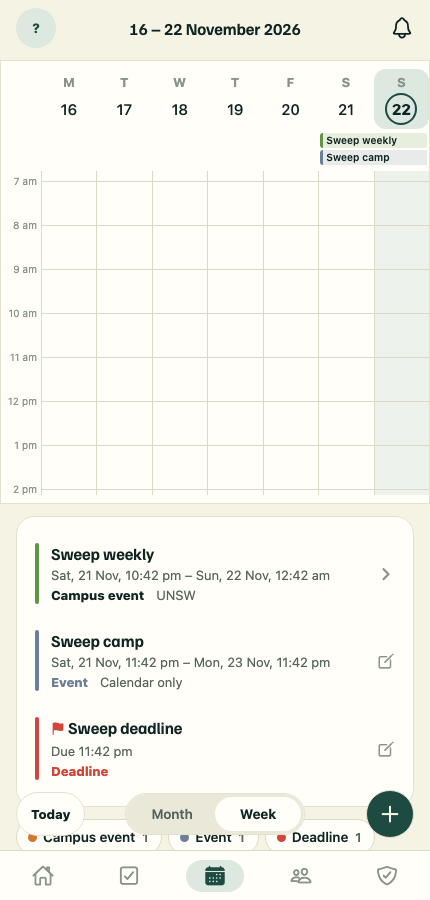 ?
16 – 22 November 2026
M T W T F S S
16 17 18 19 20 21 22
Sweep weekly
Sweep camp
7 am
8 am
9 am
10 am
11 am
12 pm
1 pm
2 pm
Sweep weekly
Sat, 21 Nov, 10:42 pm – Sun, 22 Nov, 12:42 am
Campus event UNSW
Sweep camp
Sat, 21 Nov, 11:42 pm – Mon, 23 Nov, 11:42 pm
Event Calendar only
Sweep deadline
Due 11:42 pm
Deadline
Today Month Week
Campus event 1 Event 1 Deadline 1